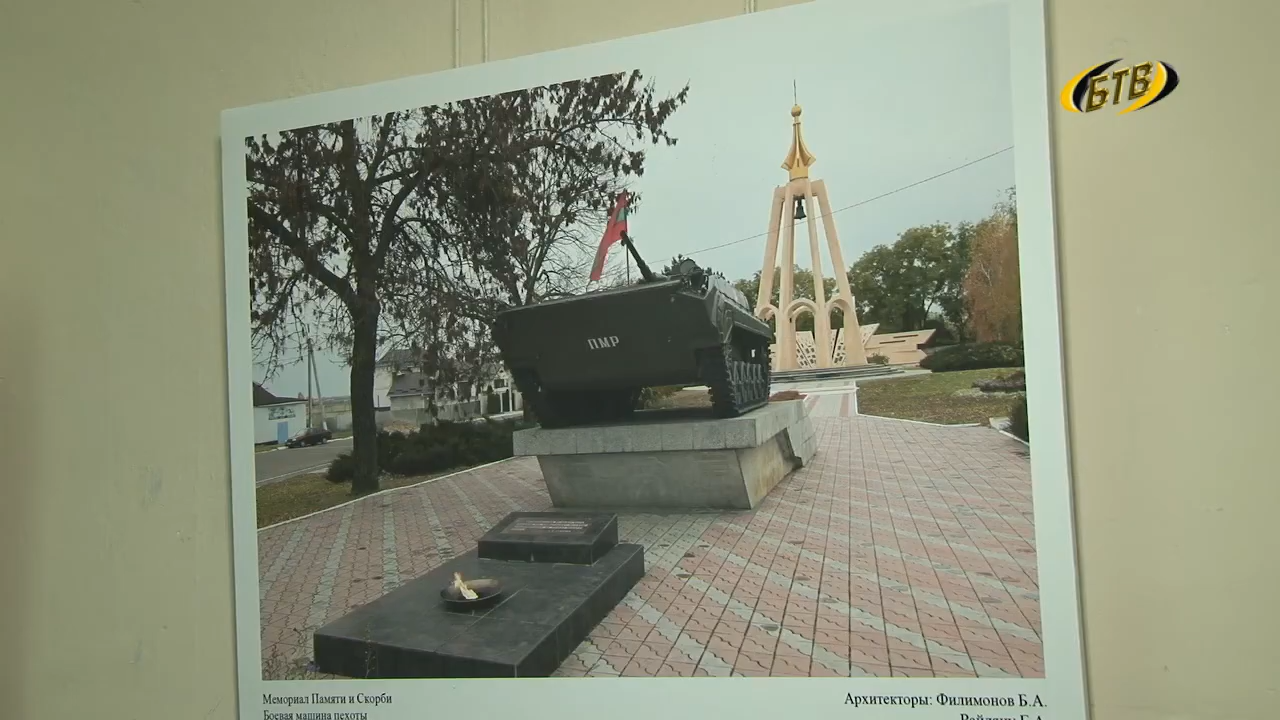 БТВ
ПМР
Мемориал Памяти и Скорби
Боевая машина пехоты
Архитекторы: Филимонов Б.А.